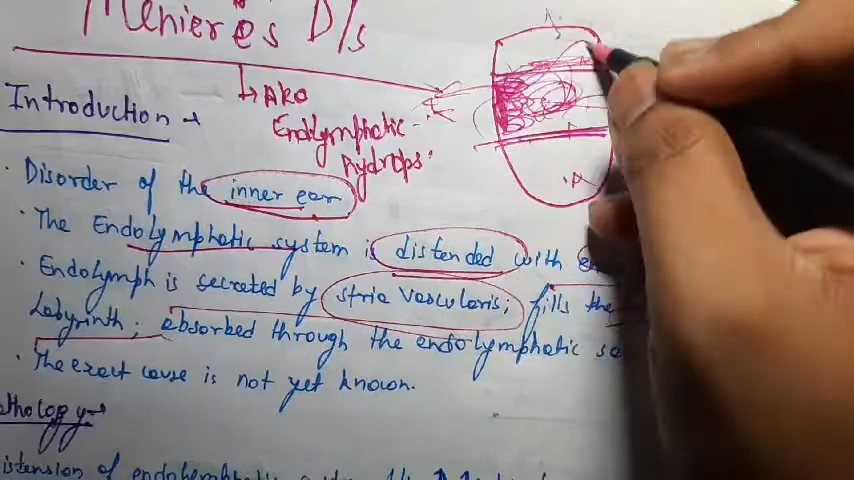 Menieres D/s
↳ AKA
Endolymphatic
hydrops
Introduction →
. Disorder of the inner ear
. The Endolymphatic system is distended with
. Endolymph is secreted by stria vascularis; fills the
Labyrinth; absorbed through the endolymphatic
. The exact cause is not yet known.
athology→
istension of endolymphatic